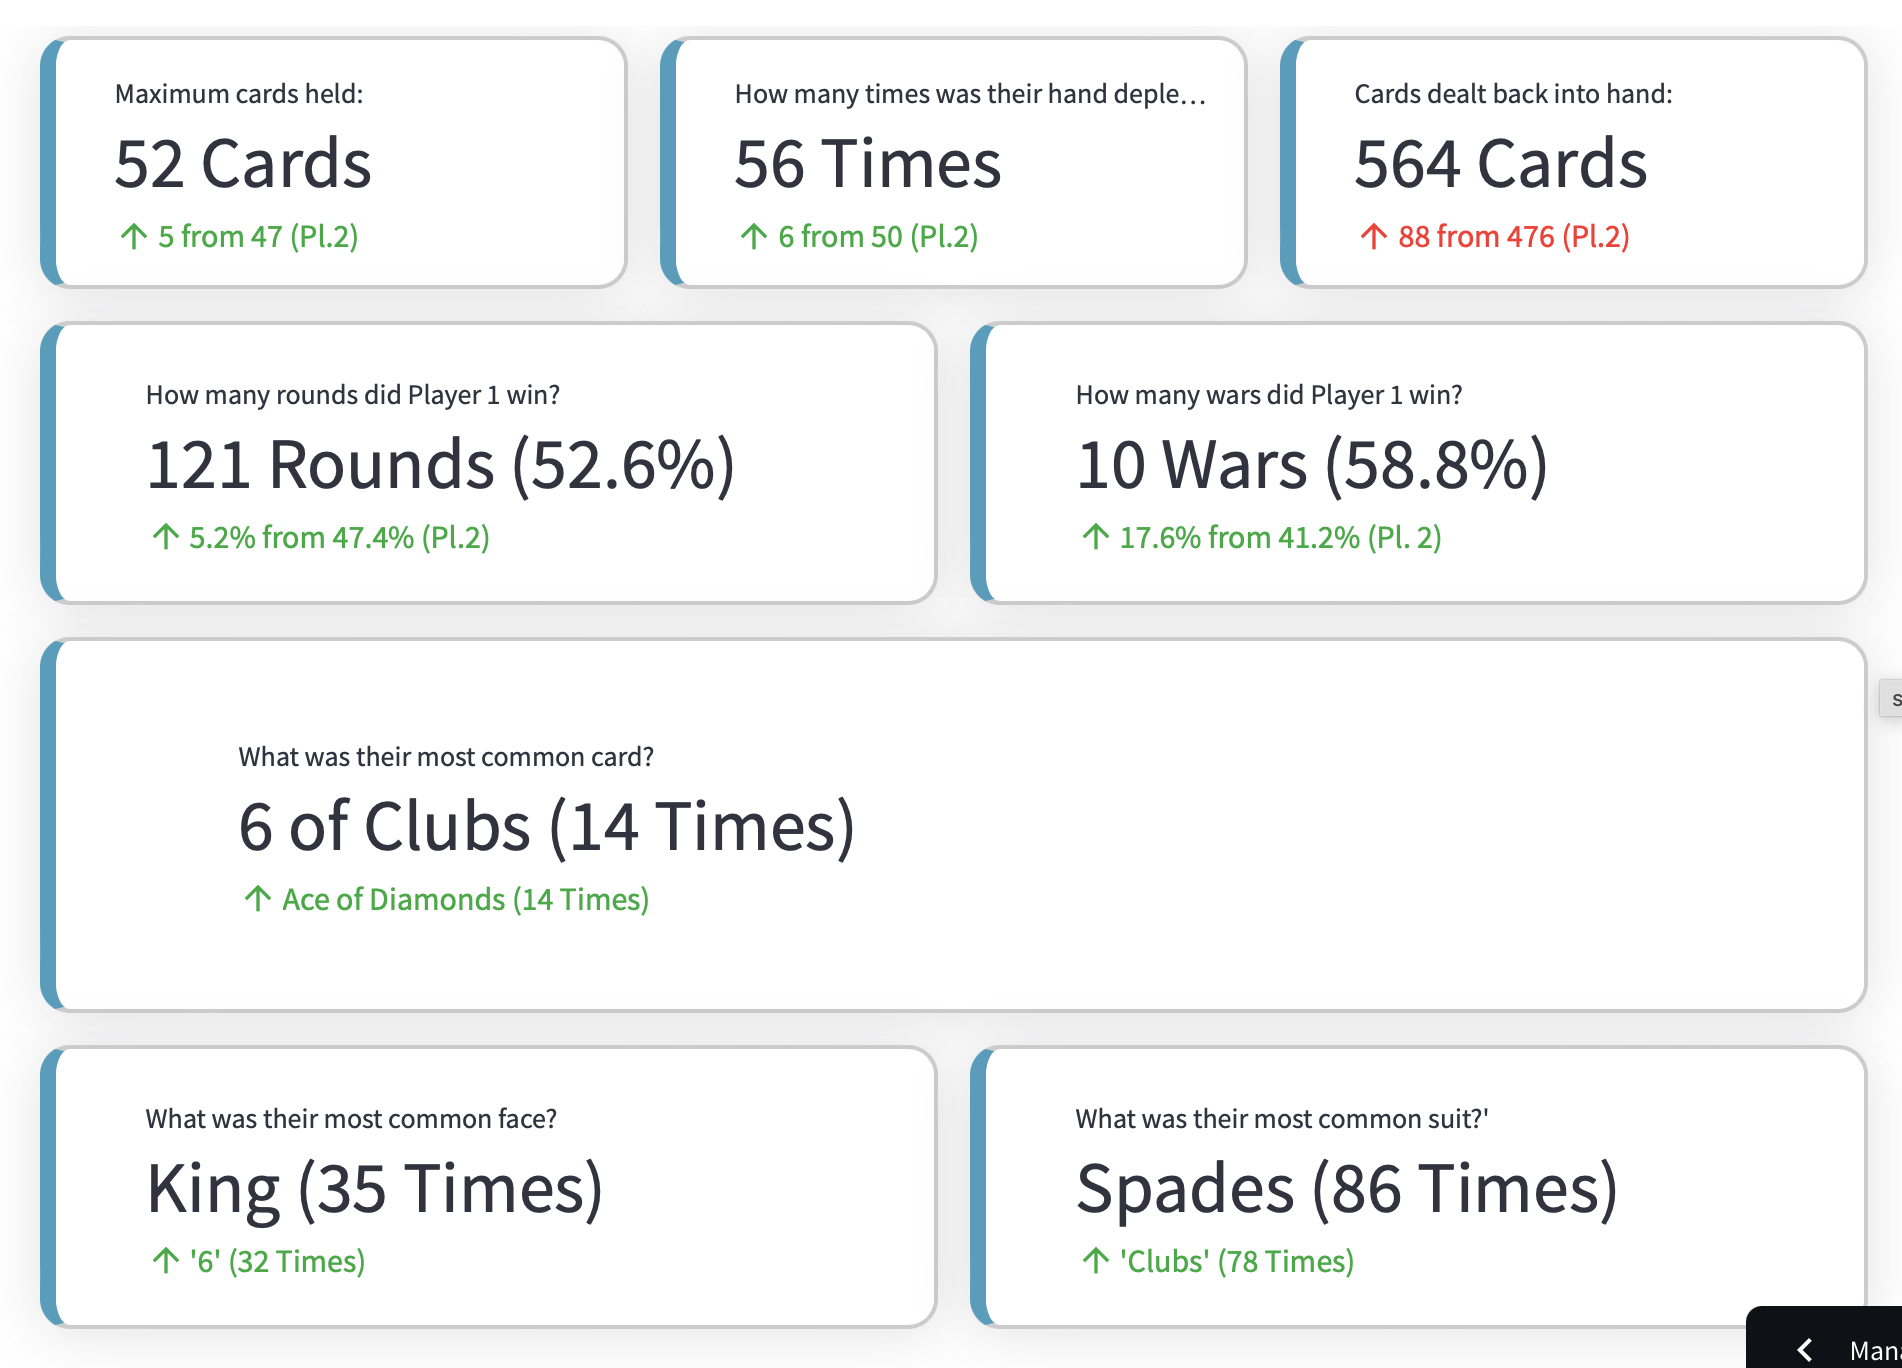 Maximum cards held:
52 Cards
↑ 5 from 47 (Pl.2)
How many times was their hand deple…
56 Times
↑ 6 from 50 (Pl.2)
Cards dealt back into hand:
564 Cards
↑ 88 from 476 (Pl.2)
How many rounds did Player 1 win?
121 Rounds (52.6%)
↑ 5.2% from 47.4% (Pl.2)
How many wars did Player 1 win?
10 Wars (58.8%)
↑ 17.6% from 41.2% (Pl. 2)
What was their most common card?
6 of Clubs (14 Times)
↑ Ace of Diamonds (14 Times)
What was their most common face?
King (35 Times)
↑ '6' (32 Times)
What was their most common suit?'
Spades (86 Times)
↑ 'Clubs' (78 Times)